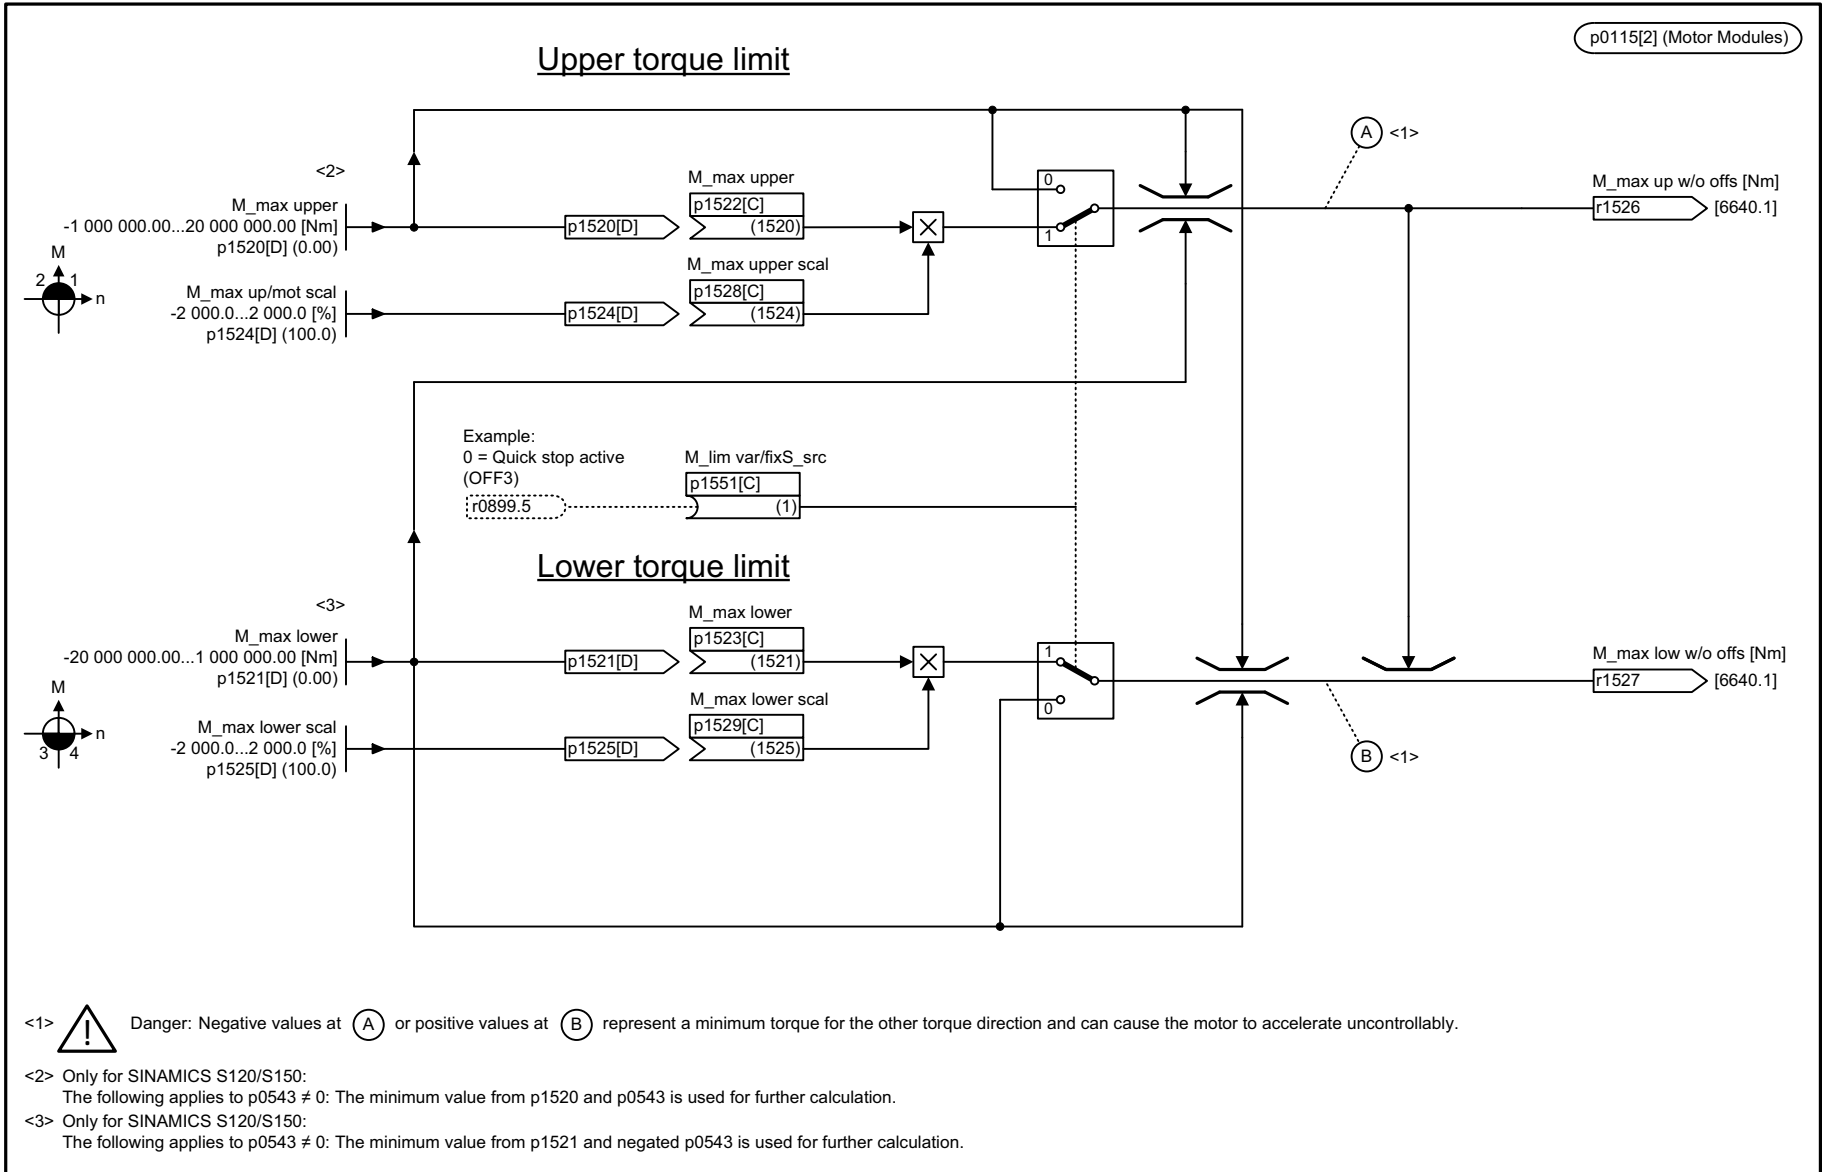 p0115[2] (Motor Modules)
Upper torque limit
A <1>
<2>
M_max upper
-1 000 000.00...20 000 000.00 [Nm]
p1520[D] (0.00)
p1520[D]
M_max upper
p1522[C]
(1520)
0
1
M_max up w/o offs [Nm]
r1526 [6640.1]
M
2 1
n
M_max up/mot scal
-2 000.0...2 000.0 [%]
p1524[D] (100.0)
p1524[D]
M_max upper scal
p1528[C]
(1524)
Example:
0 = Quick stop active
(OFF3)
r0899.5
M_lim var/fixS_src
p1551[C]
(1)
Lower torque limit
<3>
M_max lower
-20 000 000.00...1 000 000.00 [Nm]
p1521[D] (0.00)
p1521[D]
M_max lower
p1523[C]
(1521)
1
0
M_max low w/o offs [Nm]
r1527 [6640.1]
M
n
3 4
M_max lower scal
-2 000.0...2 000.0 [%]
p1525[D] (100.0)
p1525[D]
M_max lower scal
p1529[C]
(1525)
B <1>
<1> ! Danger: Negative values at A or positive values at B represent a minimum torque for the other torque direction and can cause the motor to accelerate uncontrollably.
<2> Only for SINAMICS S120/S150:
The following applies to p0543 ≠ 0: The minimum value from p1520 and p0543 is used for further calculation.
<3> Only for SINAMICS S120/S150:
The following applies to p0543 ≠ 0: The minimum value from p1521 and negated p0543 is used for further calculation.